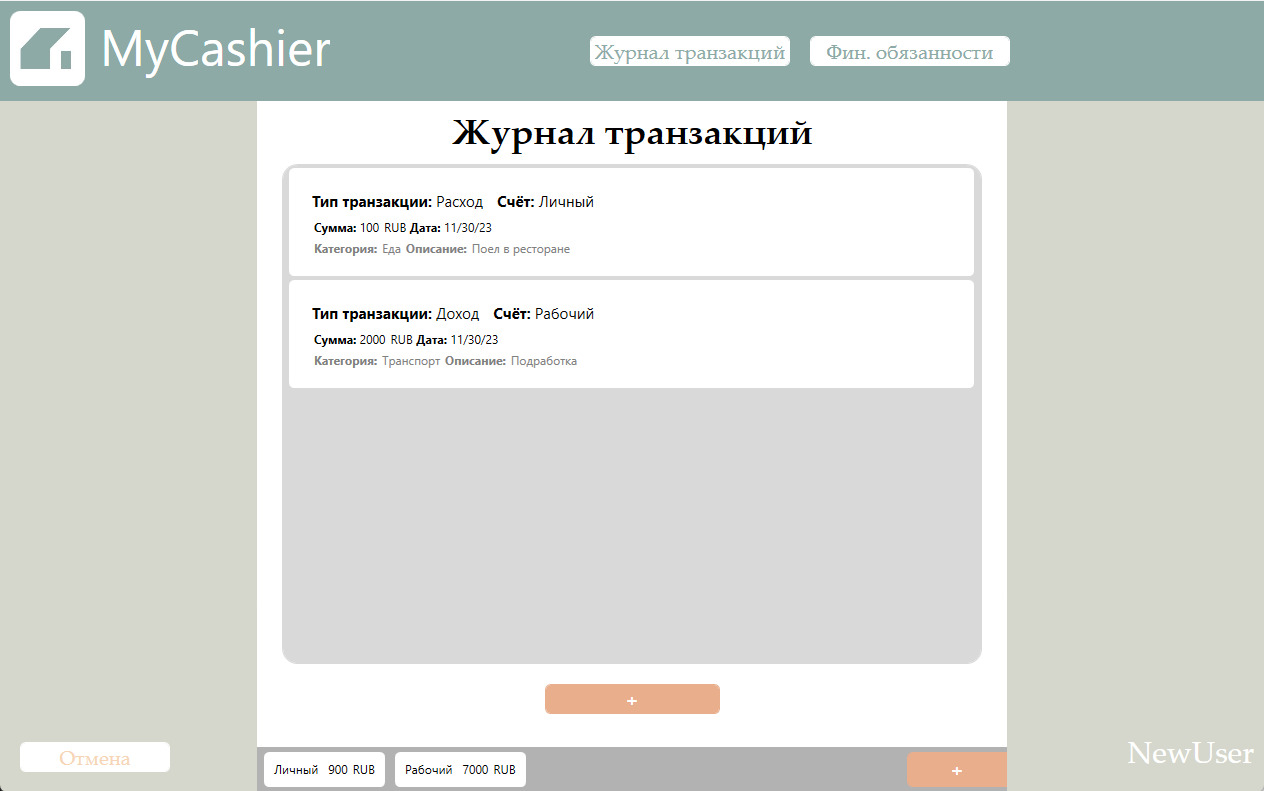 MyCashier
Журнал транзакций
Фин. обязанности
Журнал транзакций
Тип транзакции: Расход Счёт: Личный
Сумма: 100 RUB Дата: 11/30/23
Категория: Еда Описание: Поел в ресторане
Тип транзакции: Доход Счёт: Рабочий
Сумма: 2000 RUB Дата: 11/30/23
Категория: Транспорт Описание: Подработка
+
Отмена
Личный 900 RUB
Рабочий 7000 RUB
+
NewUser